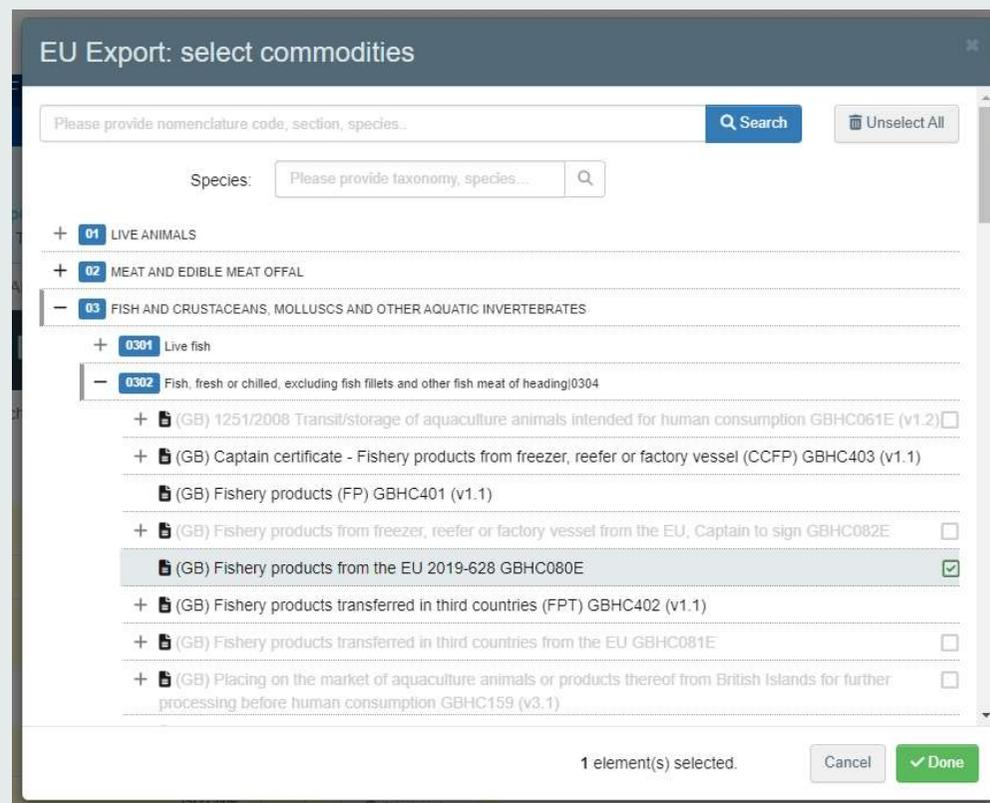 EU Export: select commodities
Please provide nomenclature code, section, species..
Search
Unselect All
Species:
Please provide taxonomy, species...
01 LIVE ANIMALS
02 MEAT AND EDIBLE MEAT OFFAL
03 FISH AND CRUSTACEANS, MOLLUSCS AND OTHER AQUATIC INVERTEBRATES
0301 Live fish
0302 Fish, fresh or chilled, excluding fish fillets and other fish meat of heading|0304
(GB) 1251/2008 Transit/storage of aquaculture animals intended for human consumption GBHC061E (v1.2)
(GB) Captain certificate - Fishery products from freezer, reefer or factory vessel (CCFP) GBHC403 (v1.1)
(GB) Fishery products (FP) GBHC401 (v1.1)
(GB) Fishery products from freezer, reefer or factory vessel from the EU, Captain to sign GBHC082E
(GB) Fishery products from the EU 2019-628 GBHC080E
(GB) Fishery products transferred in third countries (FPT) GBHC402 (v1.1)
(GB) Fishery products transferred in third countries from the EU GBHC081E
(GB) Placing on the market of aquaculture animals or products thereof from British Islands for further
processing before human consumption GBHC159 (v3.1)
1 element(s) selected.
Cancel
Done